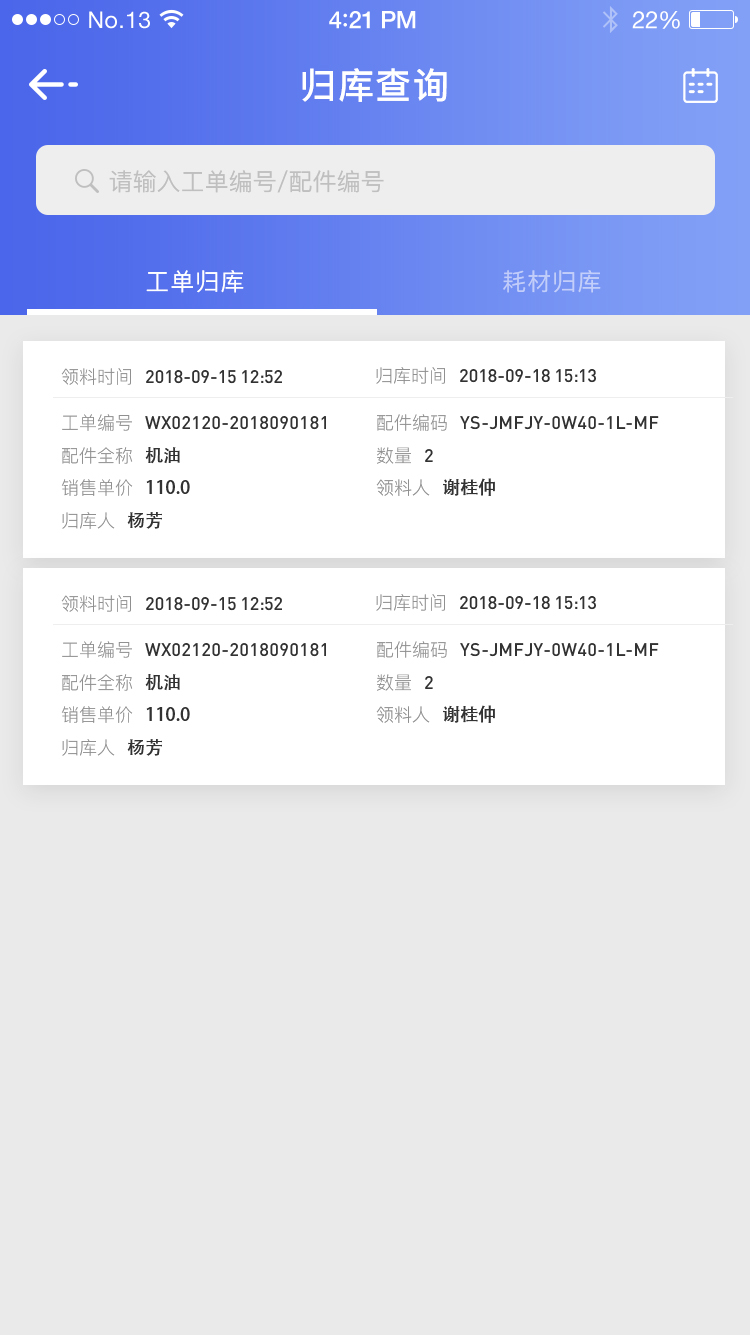 No.13 4:21 PM 22%
归库查询
请输入工单编号/配件编号
工单归库 耗材归库
领料时间 2018-09-15 12:52 归库时间 2018-09-18 15:13
工单编号 WX02120-2018090181 配件编码 YS-JMFJY-0W40-1L-MF
配件全称 机油 数量 2
销售单价 110.0 领料人 谢桂仲
归库人 杨芳
领料时间 2018-09-15 12:52 归库时间 2018-09-18 15:13
工单编号 WX02120-2018090181 配件编码 YS-JMFJY-0W40-1L-MF
配件全称 机油 数量 2
销售单价 110.0 领料人 谢桂仲
归库人 杨芳